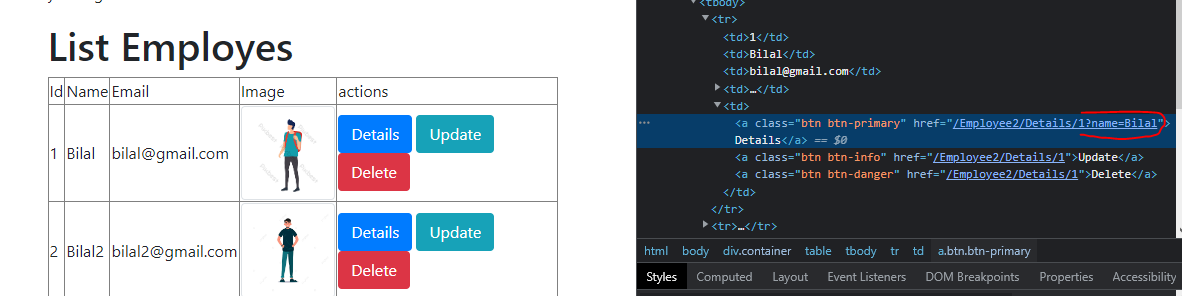 List Employes
Id Name Email Image actions
1 Bilal bilal@gmail.com Details Update
Delete
2 Bilal2 bilal2@gmail.com Details Update
Delete
<tbody>
▼<tr>
<td>1</td>
<td>Bilal</td>
<td>bilal@gmail.com</td>
▶<td>…</td>
▼<td>
… <a class="btn btn-primary" href="/Employee2/Details/1?name=Bilal">
Details</a> == $0
<a class="btn btn-info" href="/Employee2/Details/1">Update</a>
<a class="btn btn-danger" href="/Employee2/Details/1">Delete</a>
</td>
</tr>
▶<tr>…</tr>
html body div.container table tbody tr td a.btn.btn-primary
Styles Computed Layout Event Listeners DOM Breakpoints Properties Accessibility